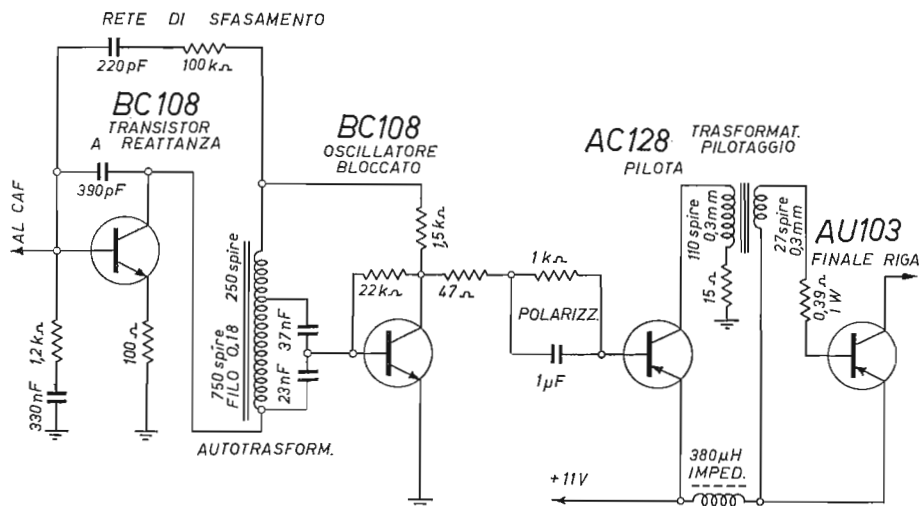 RETE DI SFASAMENTO
220pF
100kΩ
BC108
TRANSISTOR
A REATTANZA
390pF
AL CAF
1,2kΩ
330nF
100Ω
250 spire
750 spire
FILO 0,18
37nF
23nF
AUTOTRASFORM.
BC108
OSCILLATORE
BLOCCATO
1,5kΩ
22kΩ
47Ω
1kΩ
POLARIZZ.
1µF
AC128
PILOTA
TRASFORMAT.
PILOTAGGIO
110 spire
0,3mm
15Ω
27 spire
0,3mm
AU103
FINALE RIGA
0,39Ω
1W
380µH
IMPED.
+11V